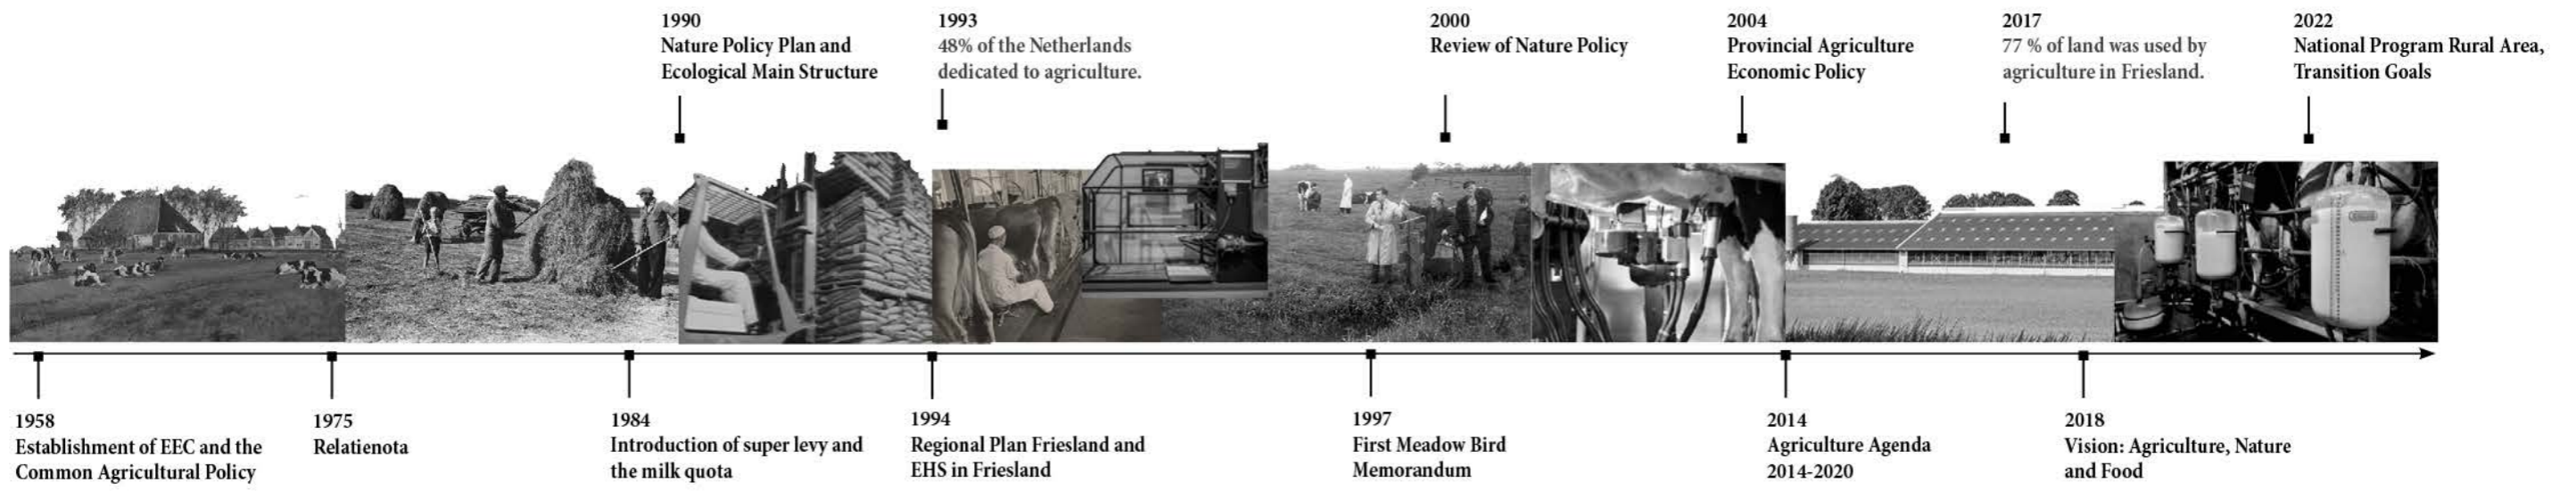 1990
Nature Policy Plan and
Ecological Main Structure
1993
48% of the Netherlands
dedicated to agriculture.
2000
Review of Nature Policy
2004
Provincial Agriculture
Economic Policy
2017
77 % of land was used by
agriculture in Friesland.
2022
National Program Rural Area,
Transition Goals
1958
Establishment of EEC and the
Common Agricultural Policy
1975
Relatienota
1984
Introduction of super levy and
the milk quota
1994
Regional Plan Friesland and
EHS in Friesland
1997
First Meadow Bird
Memorandum
2014
Agriculture Agenda
2014-2020
2018
Vision: Agriculture, Nature
and Food